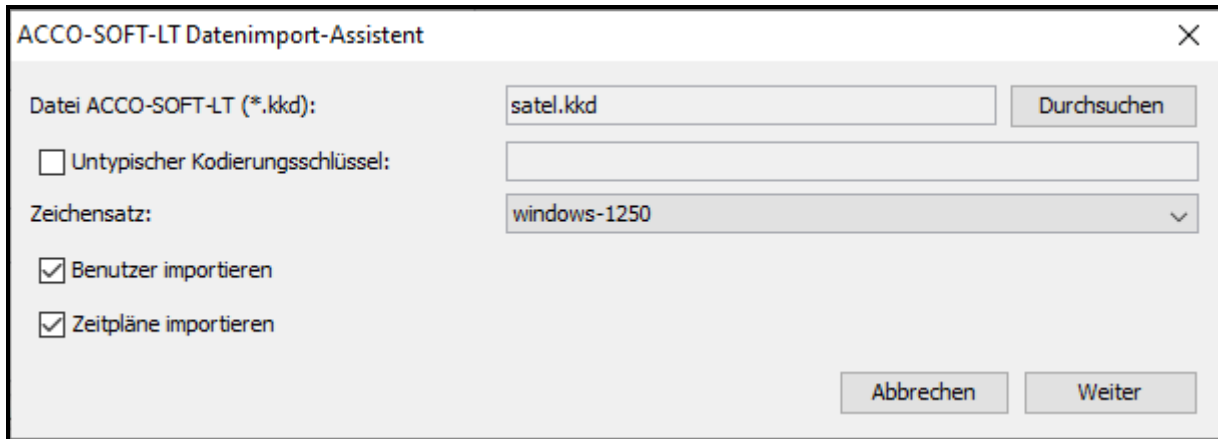 ACCO-SOFT-LT Datenimport-Assistent
Datei ACCO-SOFT-LT (*.kkd): satel.kkd Durchsuchen
Untypischer Kodierungsschlüssel:
Zeichensatz: windows-1250
Benutzer importieren
Zeitpläne importieren
Abbrechen Weiter